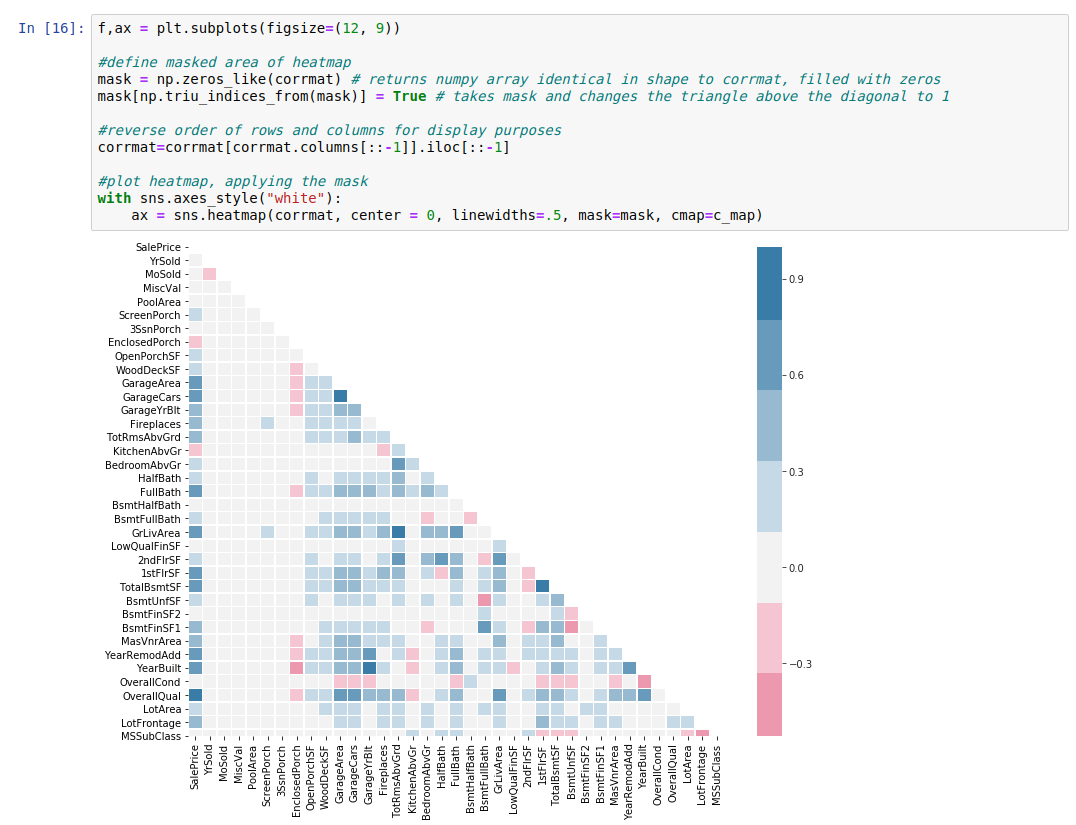 In [16]:
f,ax = plt.subplots(figsize=(12, 9))
#define masked area of heatmap
mask = np.zeros_like(corrmat) # returns numpy array identical in shape to corrmat, filled with zeros
mask[np.triu_indices_from(mask)] = True # takes mask and changes the triangle above the diagonal to 1
#reverse order of rows and columns for display purposes
corrmat=corrmat[corrmat.columns[::-1]].iloc[::-1]
#plot heatmap, applying the mask
with sns.axes_style("white"):
    ax = sns.heatmap(corrmat, center = 0, linewidths=.5, mask=mask, cmap=c_map)
SalePrice
YrSold
MoSold
MiscVal
PoolArea
ScreenPorch
3SsnPorch
EnclosedPorch
OpenPorchSF
WoodDeckSF
GarageArea
GarageCars
GarageYrBlt
Fireplaces
TotRmsAbvGrd
KitchenAbvGr
BedroomAbvGr
HalfBath
FullBath
BsmtHalfBath
BsmtFullBath
GrLivArea
LowQualFinSF
2ndFlrSF
1stFlrSF
TotalBsmtSF
BsmtUnfSF
BsmtFinSF2
BsmtFinSF1
MasVnrArea
YearRemodAdd
YearBuilt
OverallCond
OverallQual
LotArea
LotFrontage
MSSubClass
SalePrice
YrSold
MoSold
MiscVal
PoolArea
ScreenPorch
3SsnPorch
EnclosedPorch
OpenPorchSF
WoodDeckSF
GarageArea
GarageCars
GarageYrBlt
Fireplaces
TotRmsAbvGrd
KitchenAbvGr
BedroomAbvGr
HalfBath
FullBath
BsmtHalfBath
BsmtFullBath
GrLivArea
LowQualFinSF
2ndFlrSF
1stFlrSF
TotalBsmtSF
BsmtUnfSF
BsmtFinSF2
BsmtFinSF1
MasVnrArea
YearRemodAdd
YearBuilt
OverallCond
OverallQual
LotArea
LotFrontage
MSSubClass
0.9
0.6
0.3
0.0
−0.3